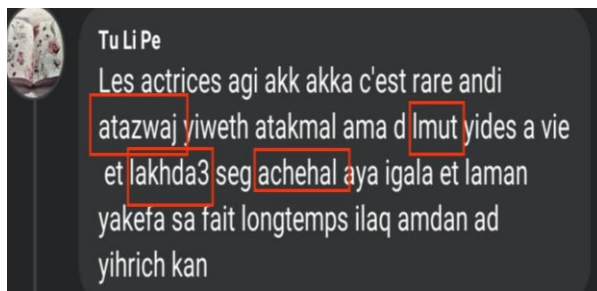 Tu Li Pe
Les actrices agi akk akka c'est rare andi
atazwaj yiweth atakmal ama d lmut yides a vie
et lakhda3 seg achehal aya igala et laman
yakefa sa fait longtemps ilaq amdan ad
yihrich kan